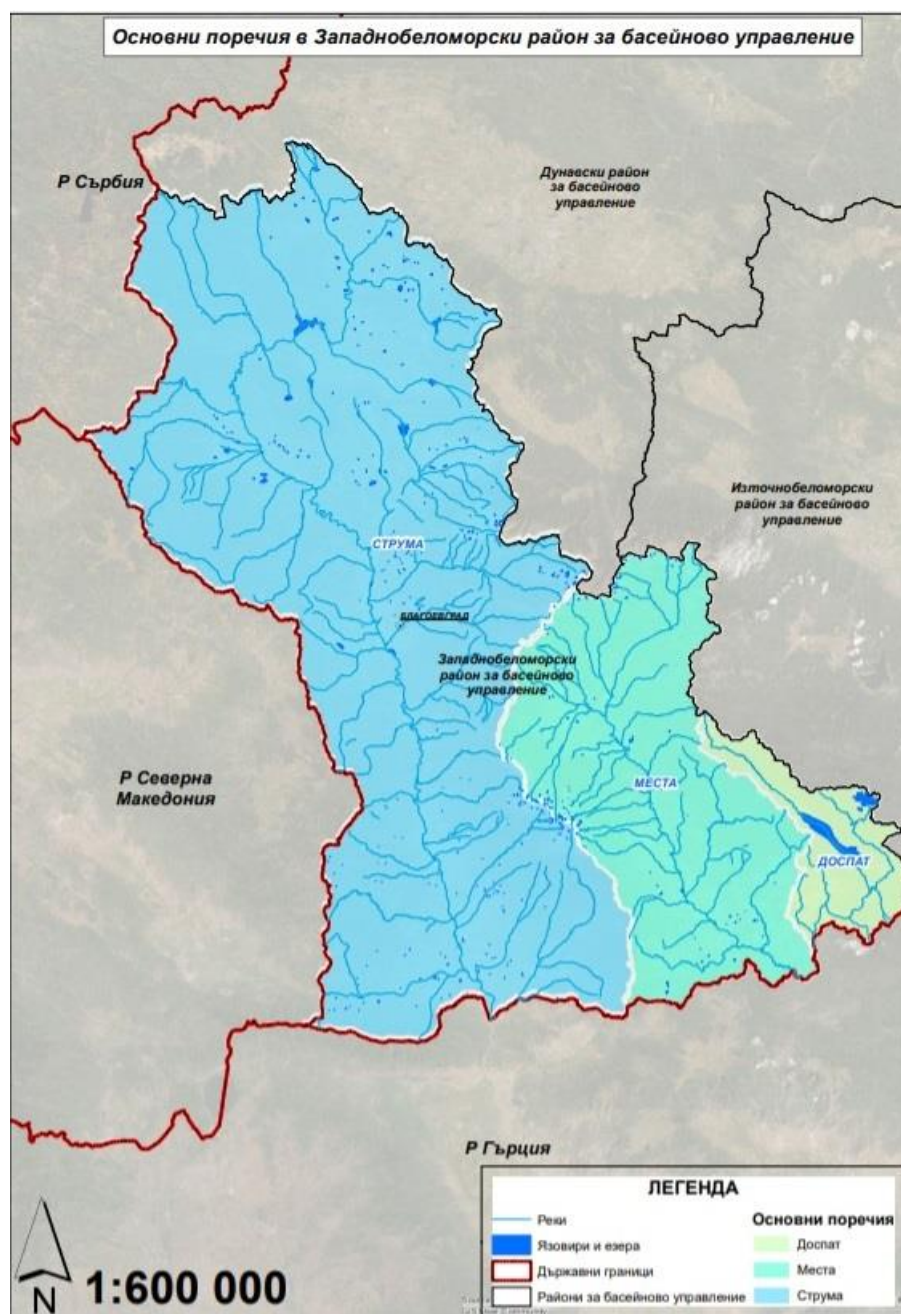 Основни поречия в Западнобеломорски район за басейново управление
Р Сърбия
Дунавски район
за басейново
управление
Източнобеломорски
район за басейново
управление
СТРУМА
БЛАГОЕВГРАД
Западнобеломорски
район за басейново
управление
Р Северна
Македония
МЕСТА
ДОСПАТ
Р Гърция
ЛЕГЕНДА
Реки
Язовири и езера
Държавни граници
Райони за басейново управление
Основни поречия
Доспат
Места
Струма
N
1:600 000